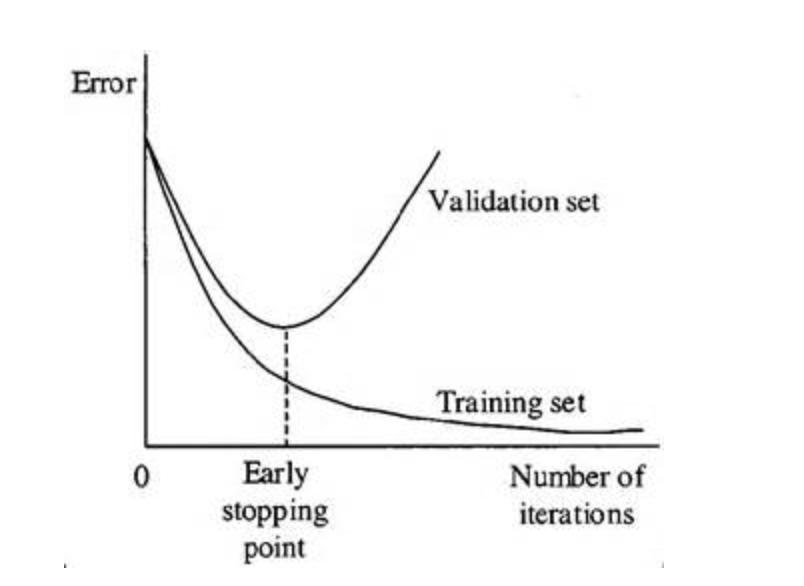 Error
Validation set
Training set
0
Early
stopping
point
Number of
iterations